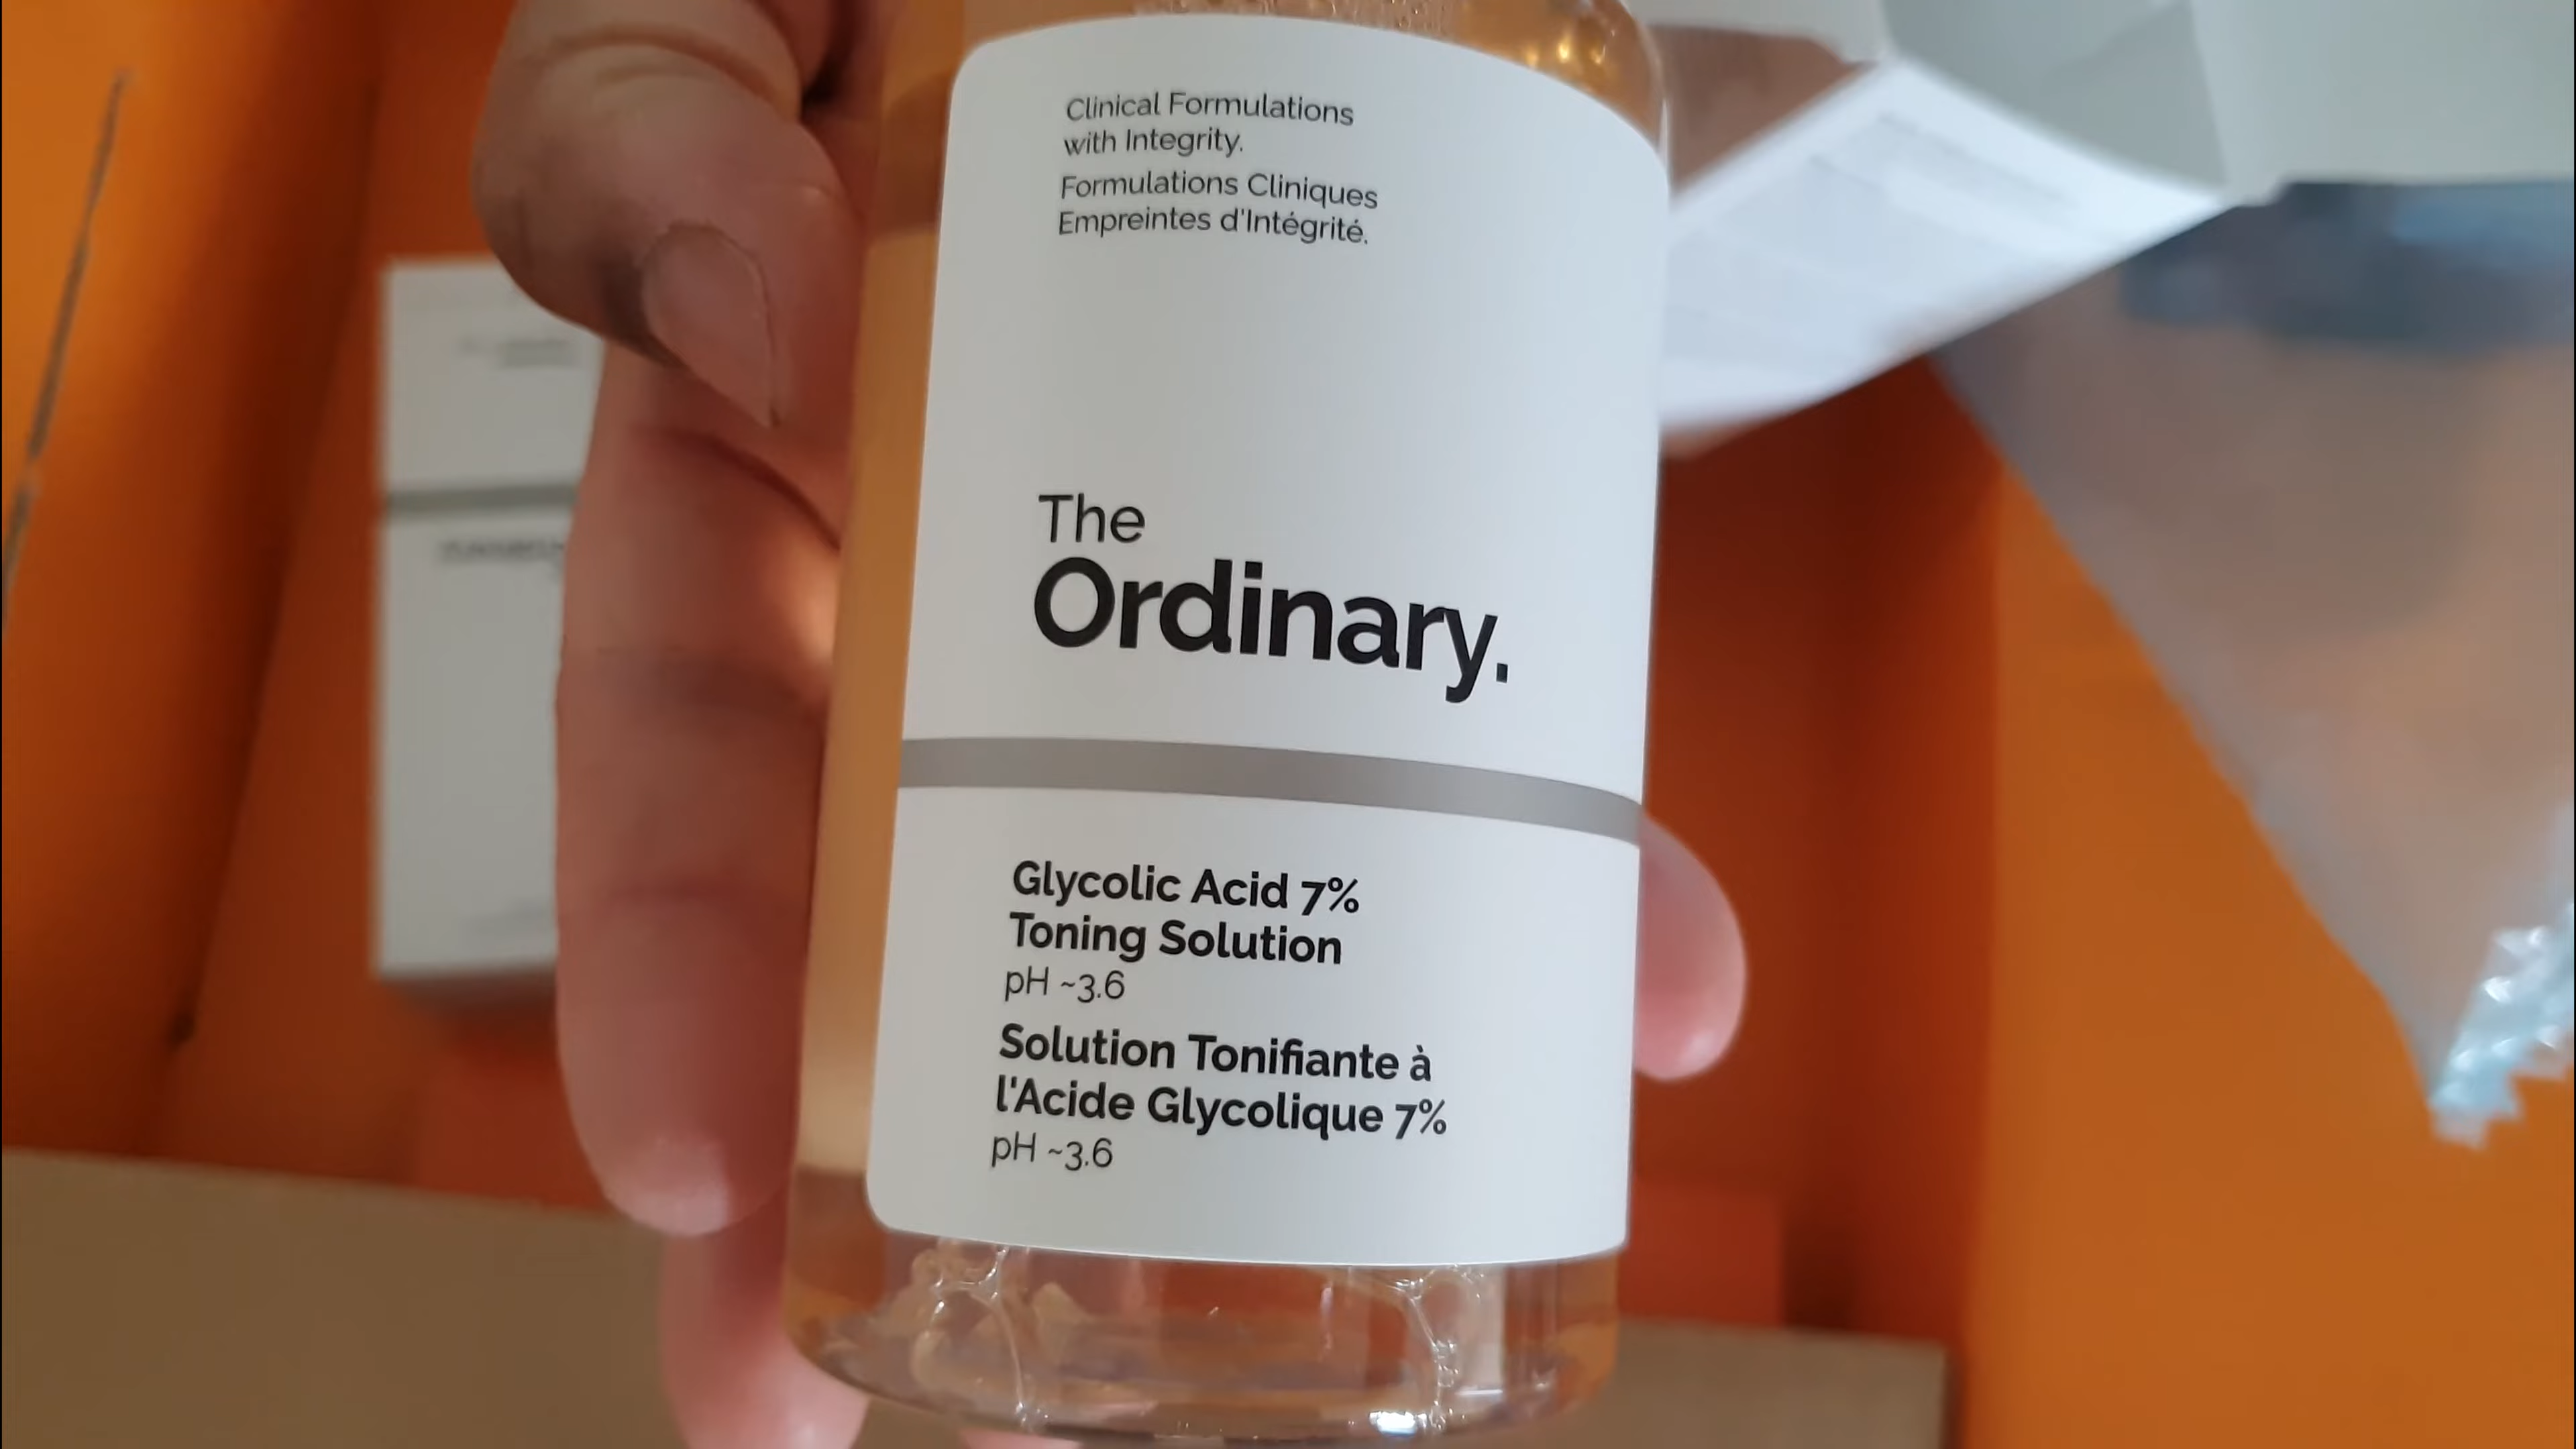 Clinical Formulations
with Integrity.
Formulations Cliniques
Empreintes d'Intégrité.
The
Ordinary.
Glycolic Acid 7%
Toning Solution
pH ~3.6
Solution Tonifiante à
l'Acide Glycolique 7%
pH ~3.6